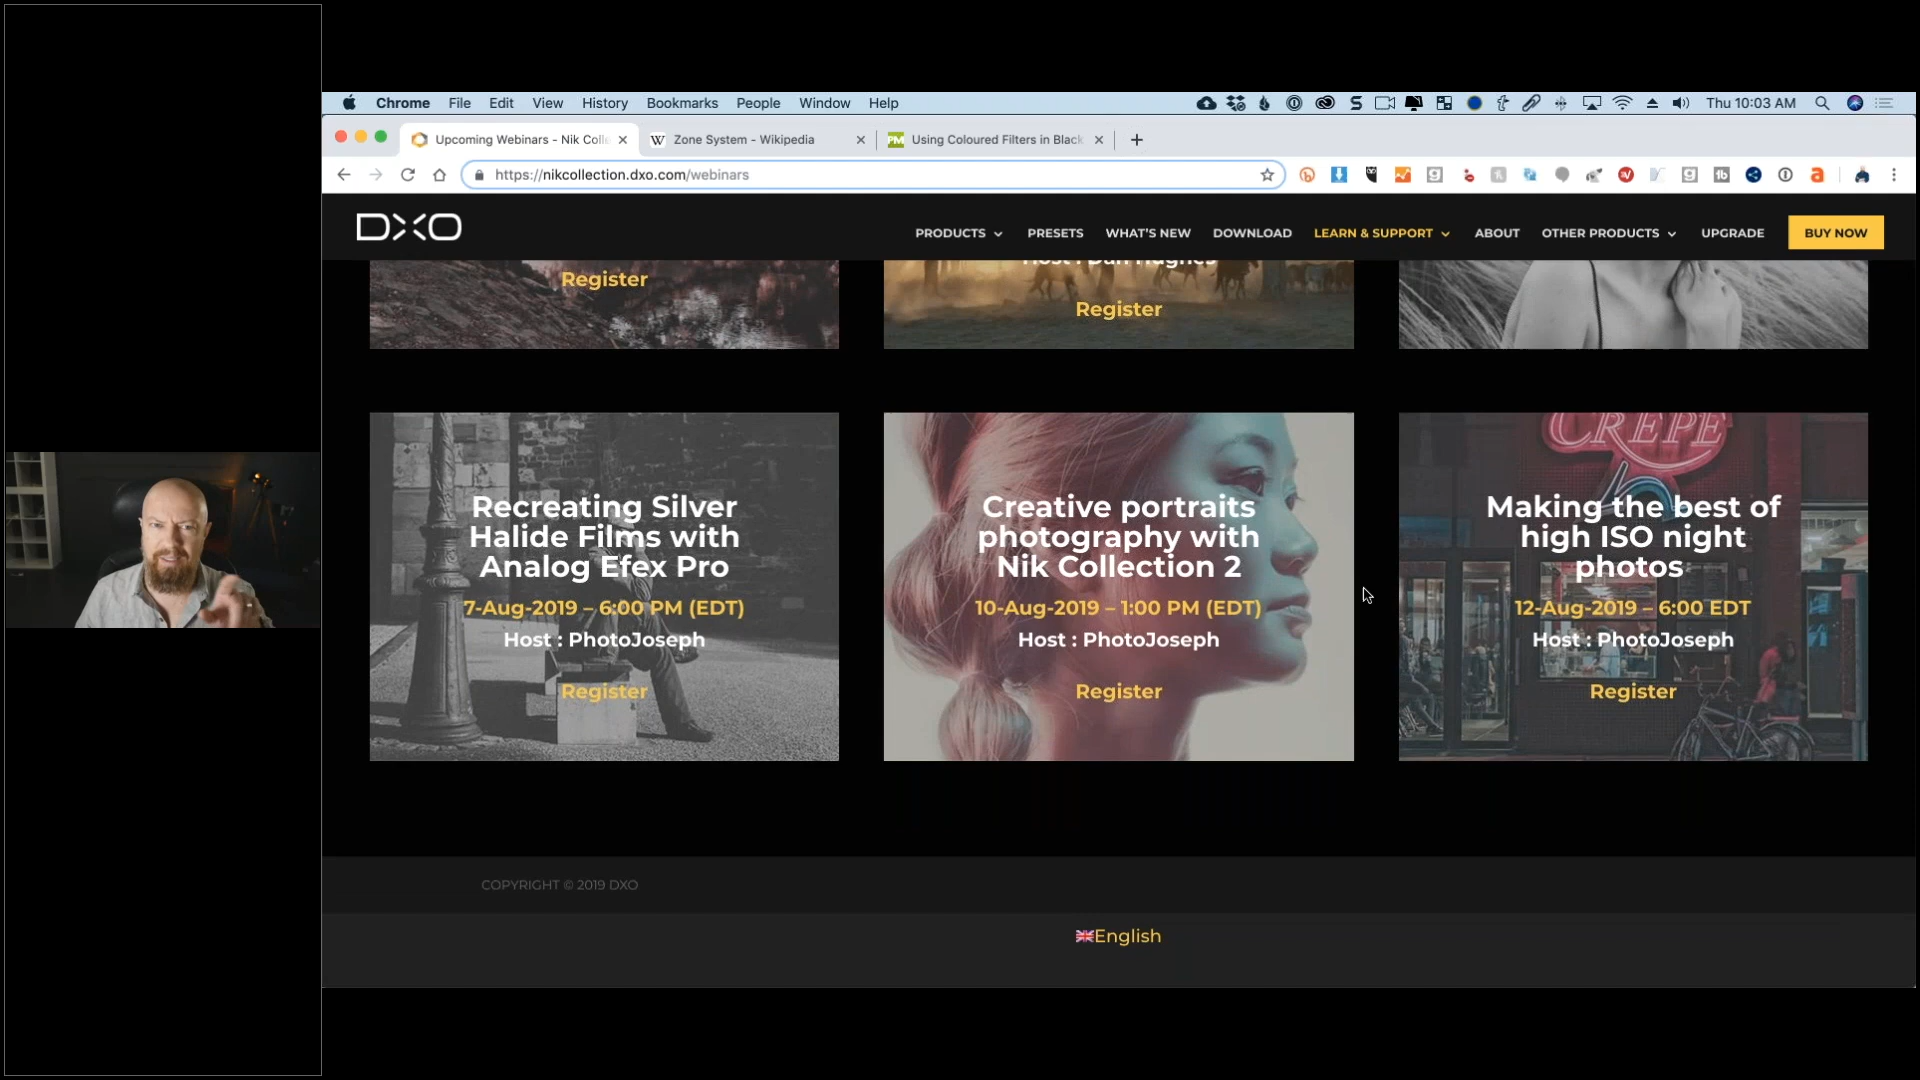 Chrome File Edit View History Bookmarks People Window Help Thu 10:03 AM
Upcoming Webinars - Nik Colle Zone System - Wikipedia Using Coloured Filters in Black
https://nikcollection.dxo.com/webinars
DXO PRODUCTS PRESETS WHAT'S NEW DOWNLOAD LEARN & SUPPORT ABOUT OTHER PRODUCTS UPGRADE BUY NOW
Host : Dan Hughes
Register
Register
Recreating Silver
Halide Films with
Analog Efex Pro
7-Aug-2019 – 6:00 PM (EDT)
Host : PhotoJoseph
Register
Creative portraits
photography with
Nik Collection 2
10-Aug-2019 – 1:00 PM (EDT)
Host : PhotoJoseph
Register
CREPE
Making the best of
high ISO night
photos
12-Aug-2019 – 6:00 EDT
Host : PhotoJoseph
Register
COPYRIGHT © 2019 DXO
English